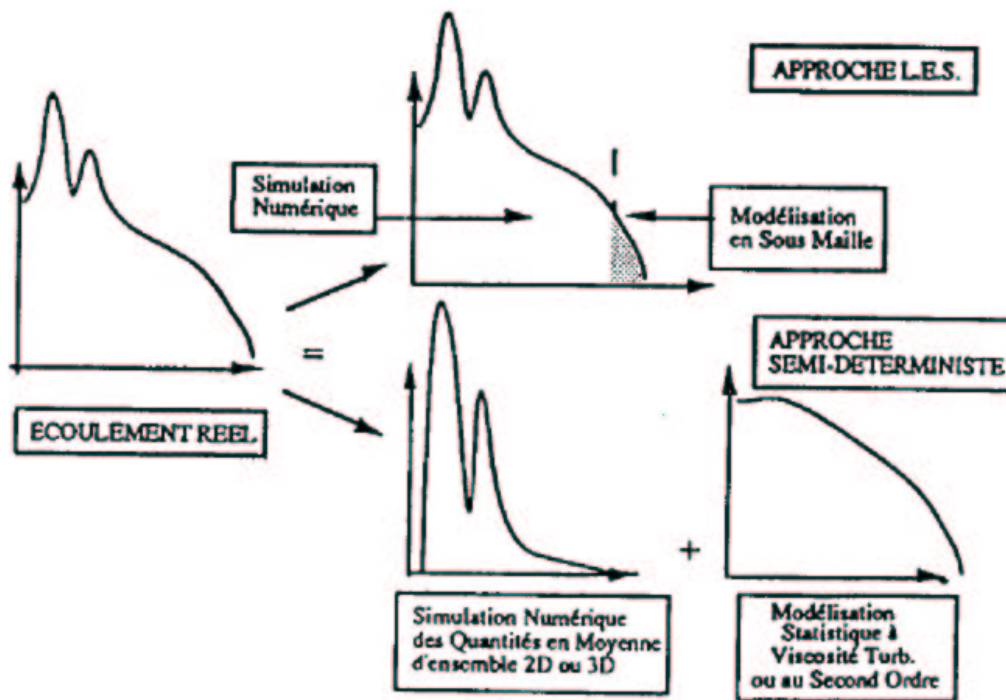 APPROCHE L.E.S.
Simulation
Numérique
Modélisation
en Sous Maille
=
ECOULEMENT REEL
APPROCHE
SEMI-DETERMINISTE
+
Simulation Numérique
des Quantités en Moyenne
d'ensemble 2D ou 3D
Modélisation
Statistique à
Viscosité Turb.
ou au Second Ordre